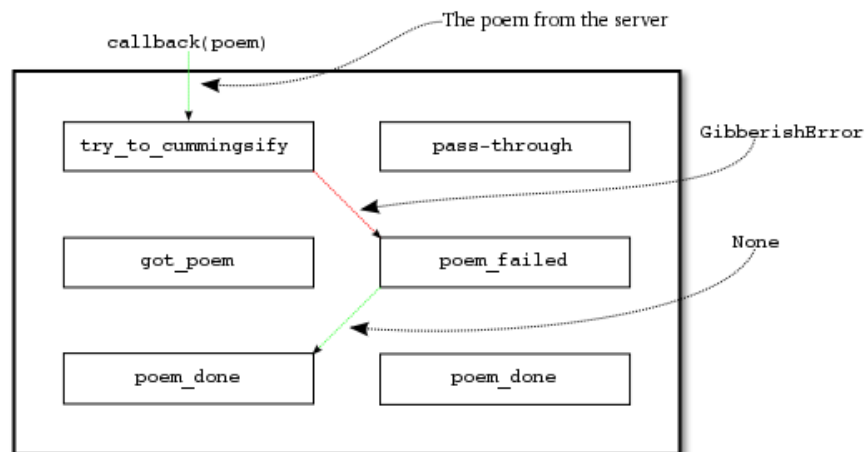 The poem from the server
callback(poem)
try_to_cummingsify
pass-through
GibberishError
got_poem
poem_failed
None
poem_done
poem_done